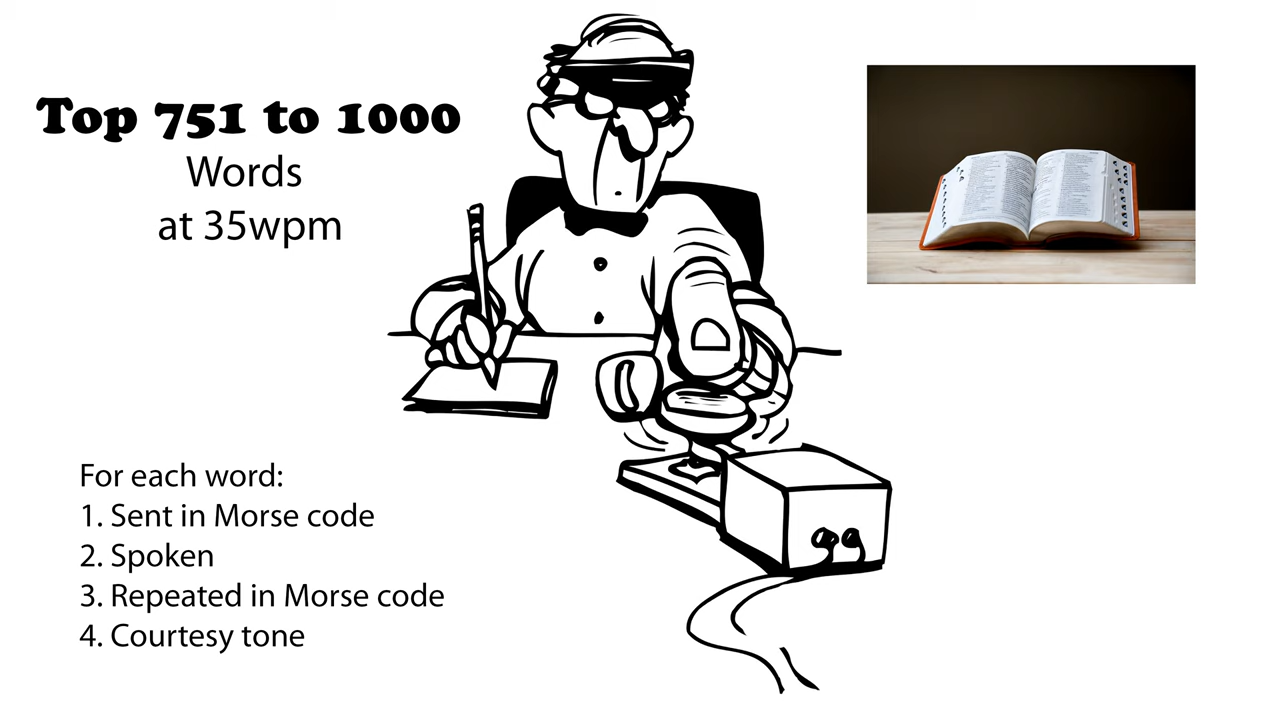 Top 751 to 1000
Words
at 35wpm
For each word:
1. Sent in Morse code
2. Spoken
3. Repeated in Morse code
4. Courtesy tone